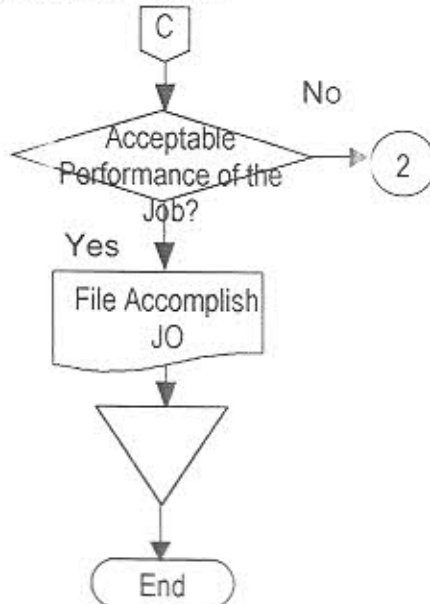 C
No
Acceptable
Performance of the
Job?
2
Yes
File Accomplish
JO
End